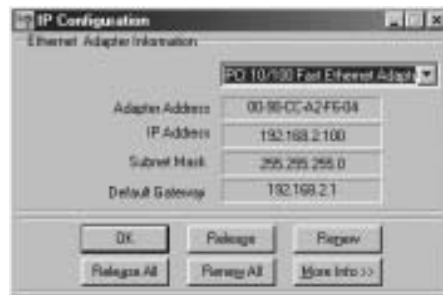 IP Configuration
Ethernet Adapter Information
PCI 10/100 Fast Ethernet Adapt
Adapter Address 00-98-CC-A2-F6-04
IP Address 192.168.2.100
Subnet Mask 255.255.255.0
Default Gateway 192.168.2.1
OK Release Renew
Release All Renew All More Info >>